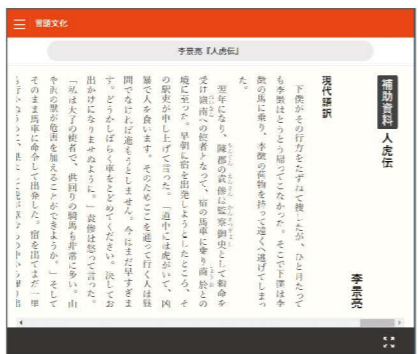 言語文化
李景亮『人虎伝』
補助資料 人虎伝
李景亮
現代語訳
下僕がその行方をたずねて捜したが、ひと月たって
も李徴はとうとう帰ってこなかった。そこで下僕は李
徴の馬に乗り、李徴の荷物を持って遠くへ逃げてしまっ
た。
翌年になり、陳郡の袁傪は監察御史として詔命を
受け嶺南への使者となって、宿の馬車に乗り商於との
境に至った。早朝に宿を出発しようとしたところ、そ
の駅吏が申し上げて言った。「道中には虎がいて、凶
暴で人を食います。そのためここを通って行く人は昼
間でなければ進もうとしません。今はまだ早すぎま
す。どうかしばらく車をとどめてください。決してお
出かけになりませぬように。」袁傪は怒って言った。
「私は天子の使者で、供回りの騎馬も非常に多い。山
や沢の獣が危害を加えることができようか。」そして
そのまま馬車に命令して出発した。宿を出てまだ一里